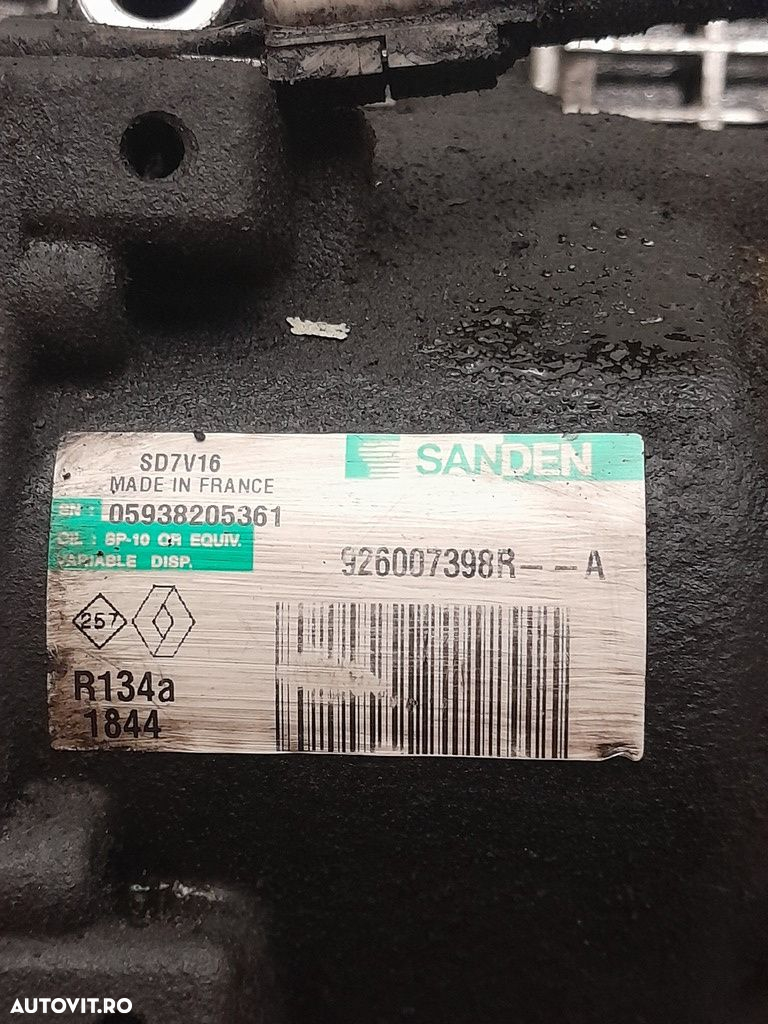 SANDEN
SD7V16
MADE IN FRANCE
SN : 05938205361
OIL : SP-10 OR EQUIV.
VARIABLE DISP.
926007398R---A
257
R134a
1844
AUTOVIT.RO